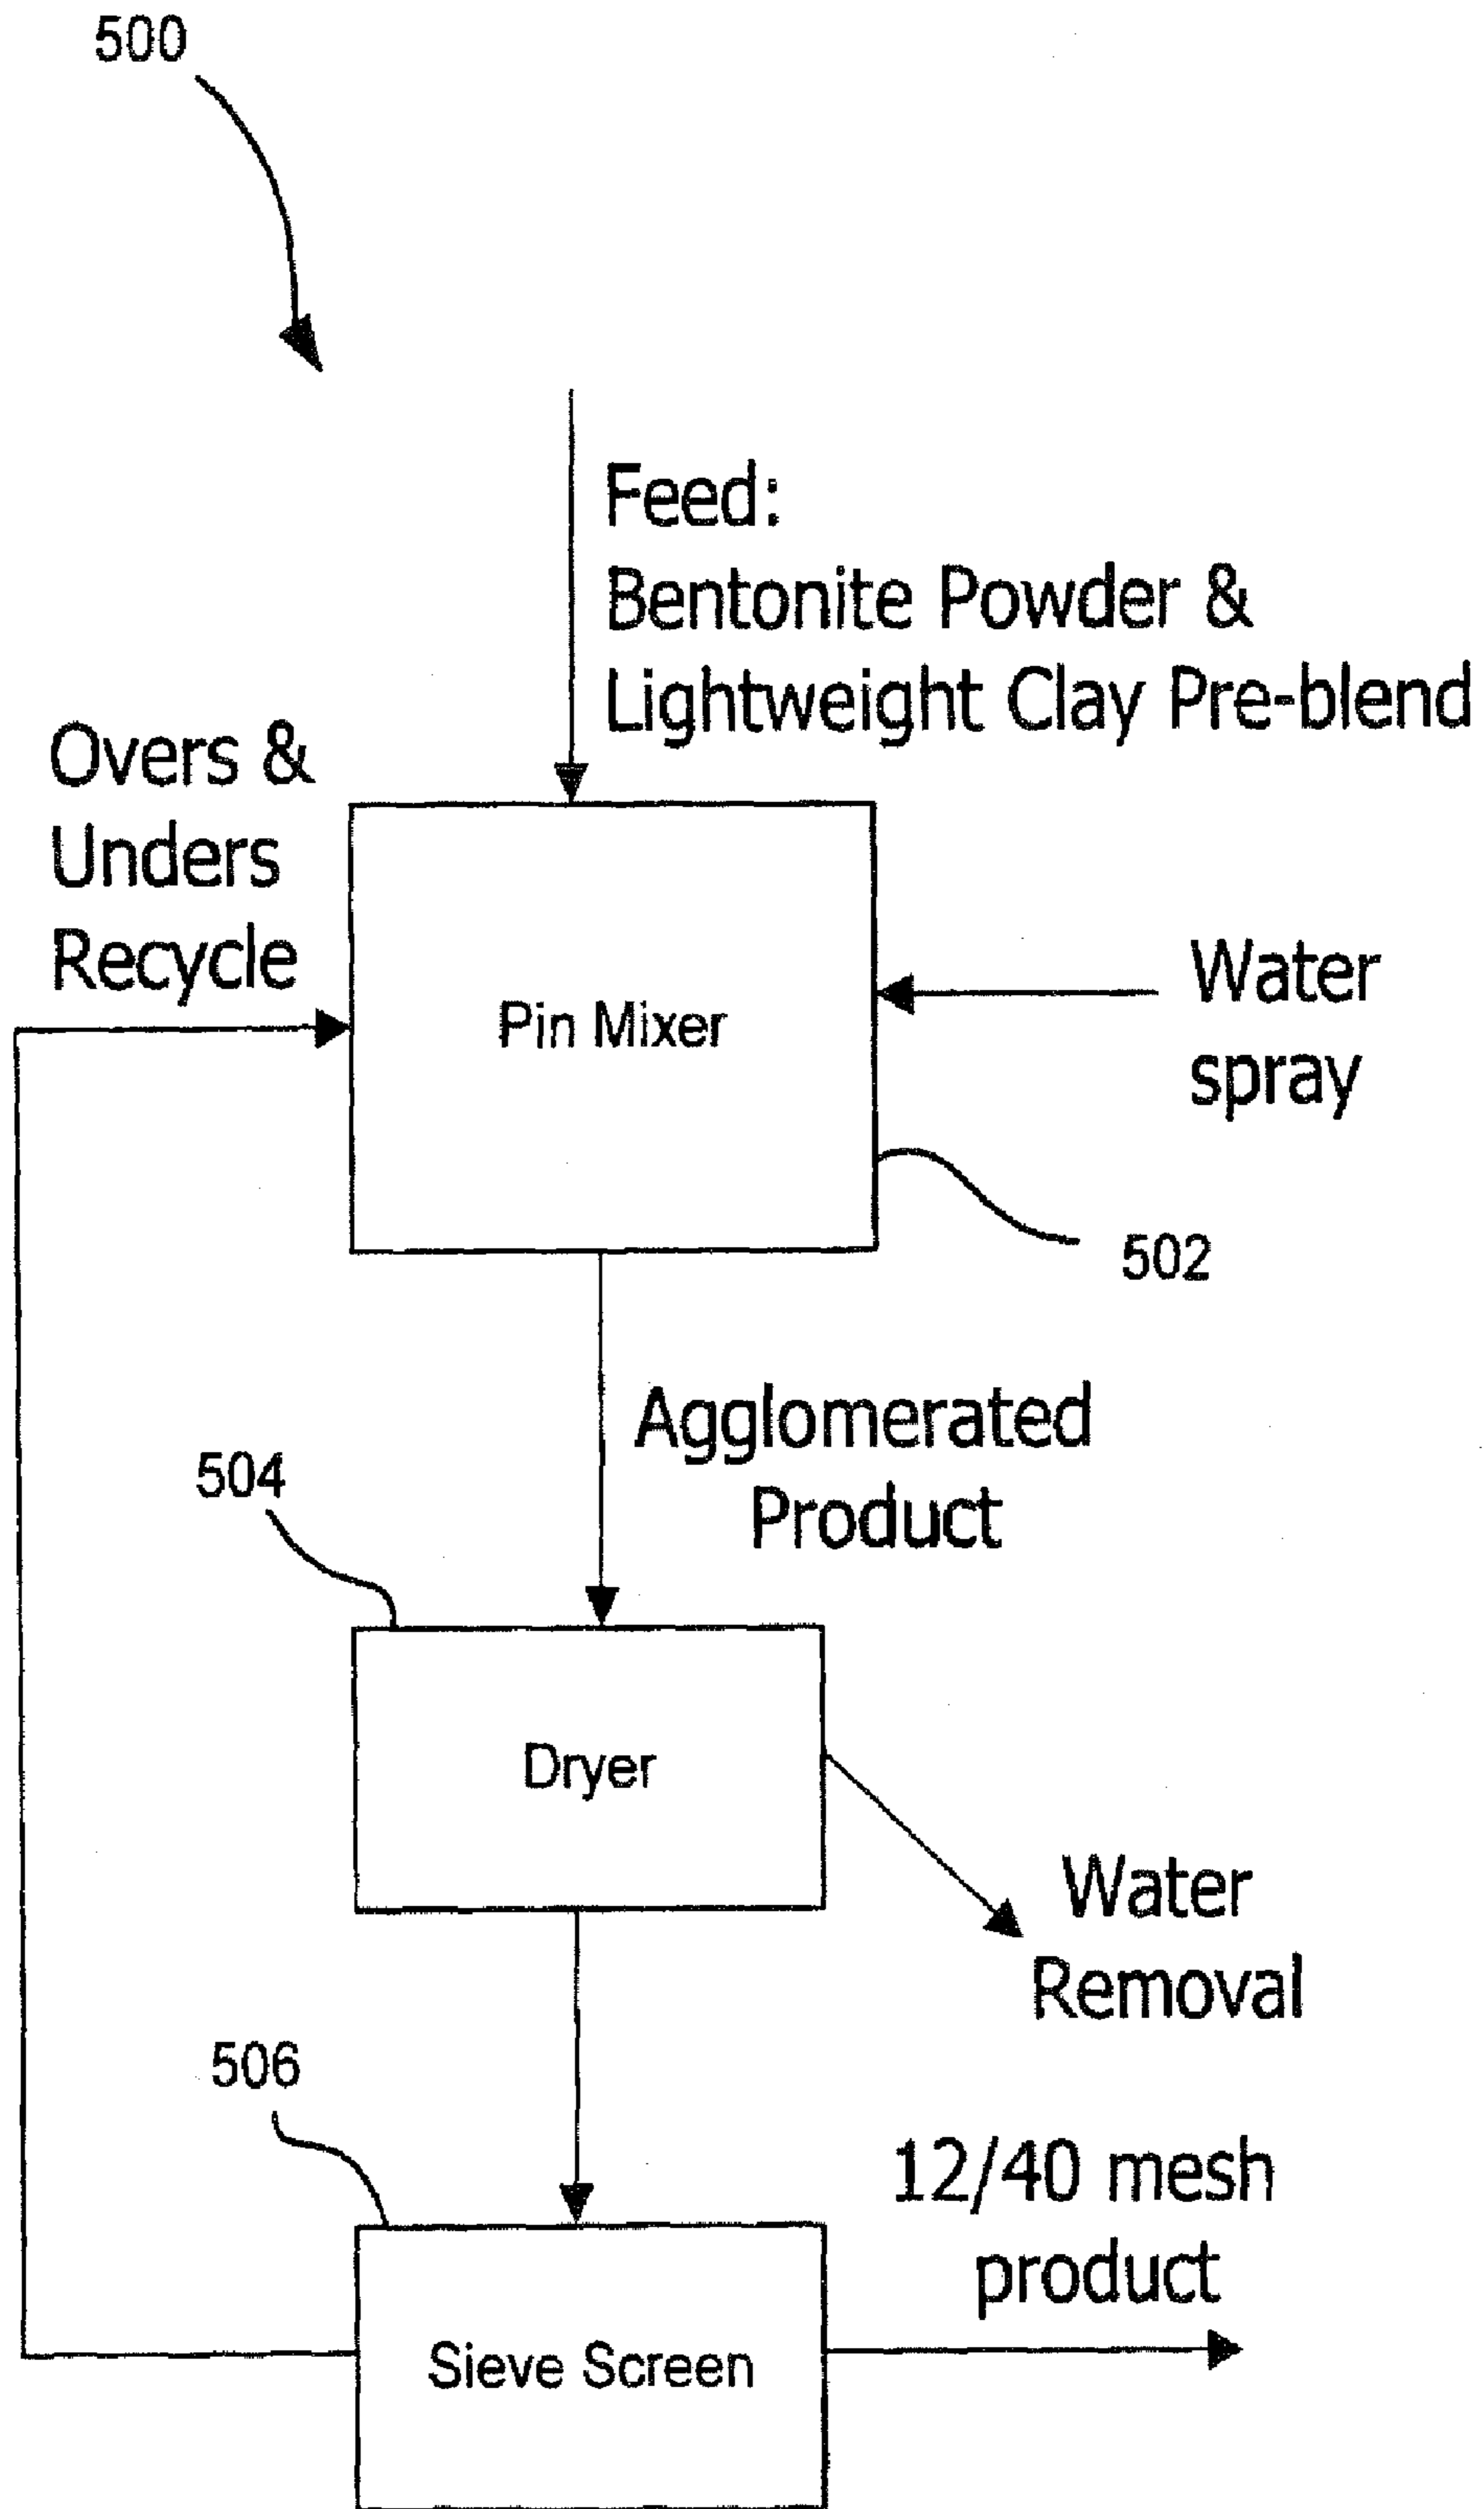 500
Feed:
Bentonite Powder &
Lightweight Clay Pre-blend
Overs &
Unders
Recycle
Pin Mixer
Water
spray
502
Agglomerated
Product
504
Dryer
Water
Removal
506
12/40 mesh
product
Sieve Screen